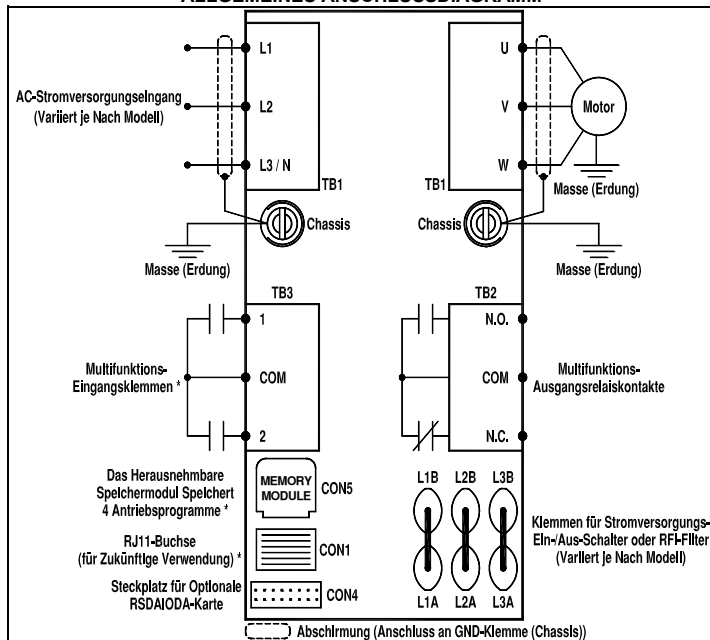 ALLGEMEINES ANSCHLUSSDIAGRAMM
L1
L2
L3 / N
TB1
AC-Stromversorgungseingang
(Variiert je Nach Modell)
U
V
W
TB1
Motor
Masse (Erdung)
Chassis
Masse (Erdung)
Chassis
Masse (Erdung)
TB3
1
COM
2
Multifunktions-
Eingangsklemmen *
TB2
N.O.
COM
N.C.
Multifunktions-
Ausgangsrelaiskontakte
Das Herausnehmbare
Speichermodul Speichert
4 Antriebsprogramme *
MEMORY
MODULE
CON5
RJ11-Buchse
(für Zukünftige Verwendung) *
CON1
Steckplatz für Optionale
RSDAIODA-Karte
CON4
L1B L2B L3B
L1A L2A L3A
Klemmen für Stromversorgungs-
Ein-/Aus-Schalter oder RFI-Filter
(Variiert je Nach Modell)
Abschirmung (Anschluss an GND-Klemme (Chassis))